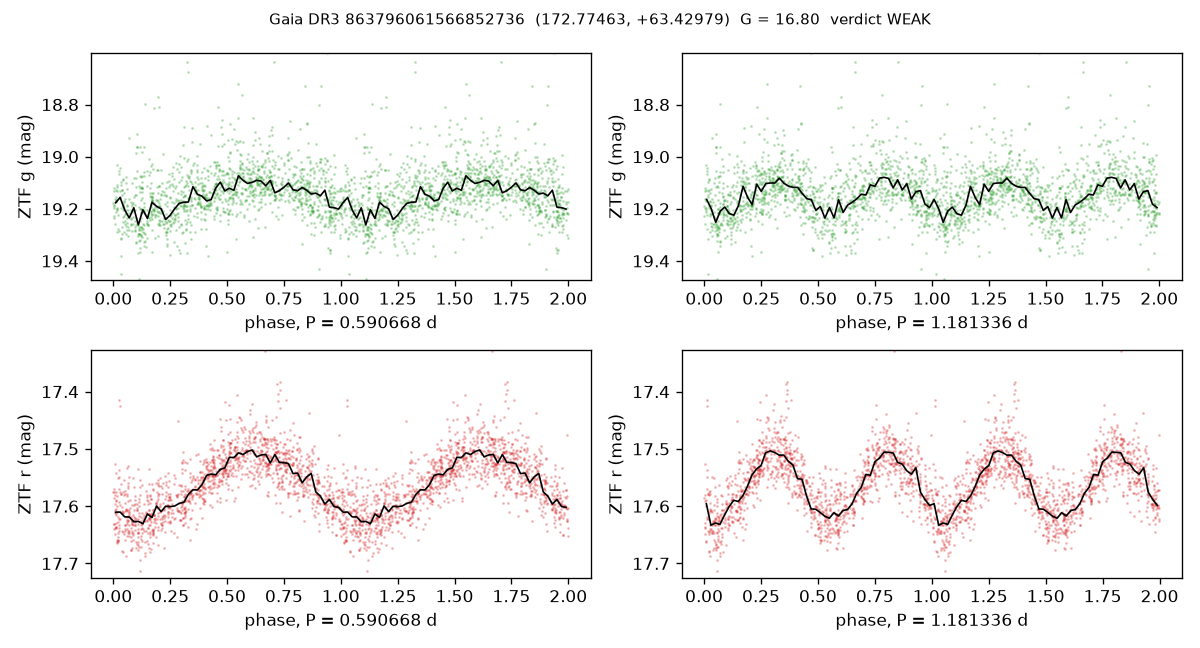 Gaia DR3 863796061566852736 (172.77463, +63.42979) G = 16.80 verdict WEAK
ZTF g (mag)
18.8
19.0
19.2
19.4
0.00 0.25 0.50 0.75 1.00 1.25 1.50 1.75 2.00
phase, P = 0.590668 d
ZTF g (mag)
18.8
19.0
19.2
19.4
0.00 0.25 0.50 0.75 1.00 1.25 1.50 1.75 2.00
phase, P = 1.181336 d
ZTF r (mag)
17.4
17.5
17.6
17.7
0.00 0.25 0.50 0.75 1.00 1.25 1.50 1.75 2.00
phase, P = 0.590668 d
ZTF r (mag)
17.4
17.5
17.6
17.7
0.00 0.25 0.50 0.75 1.00 1.25 1.50 1.75 2.00
phase, P = 1.181336 d